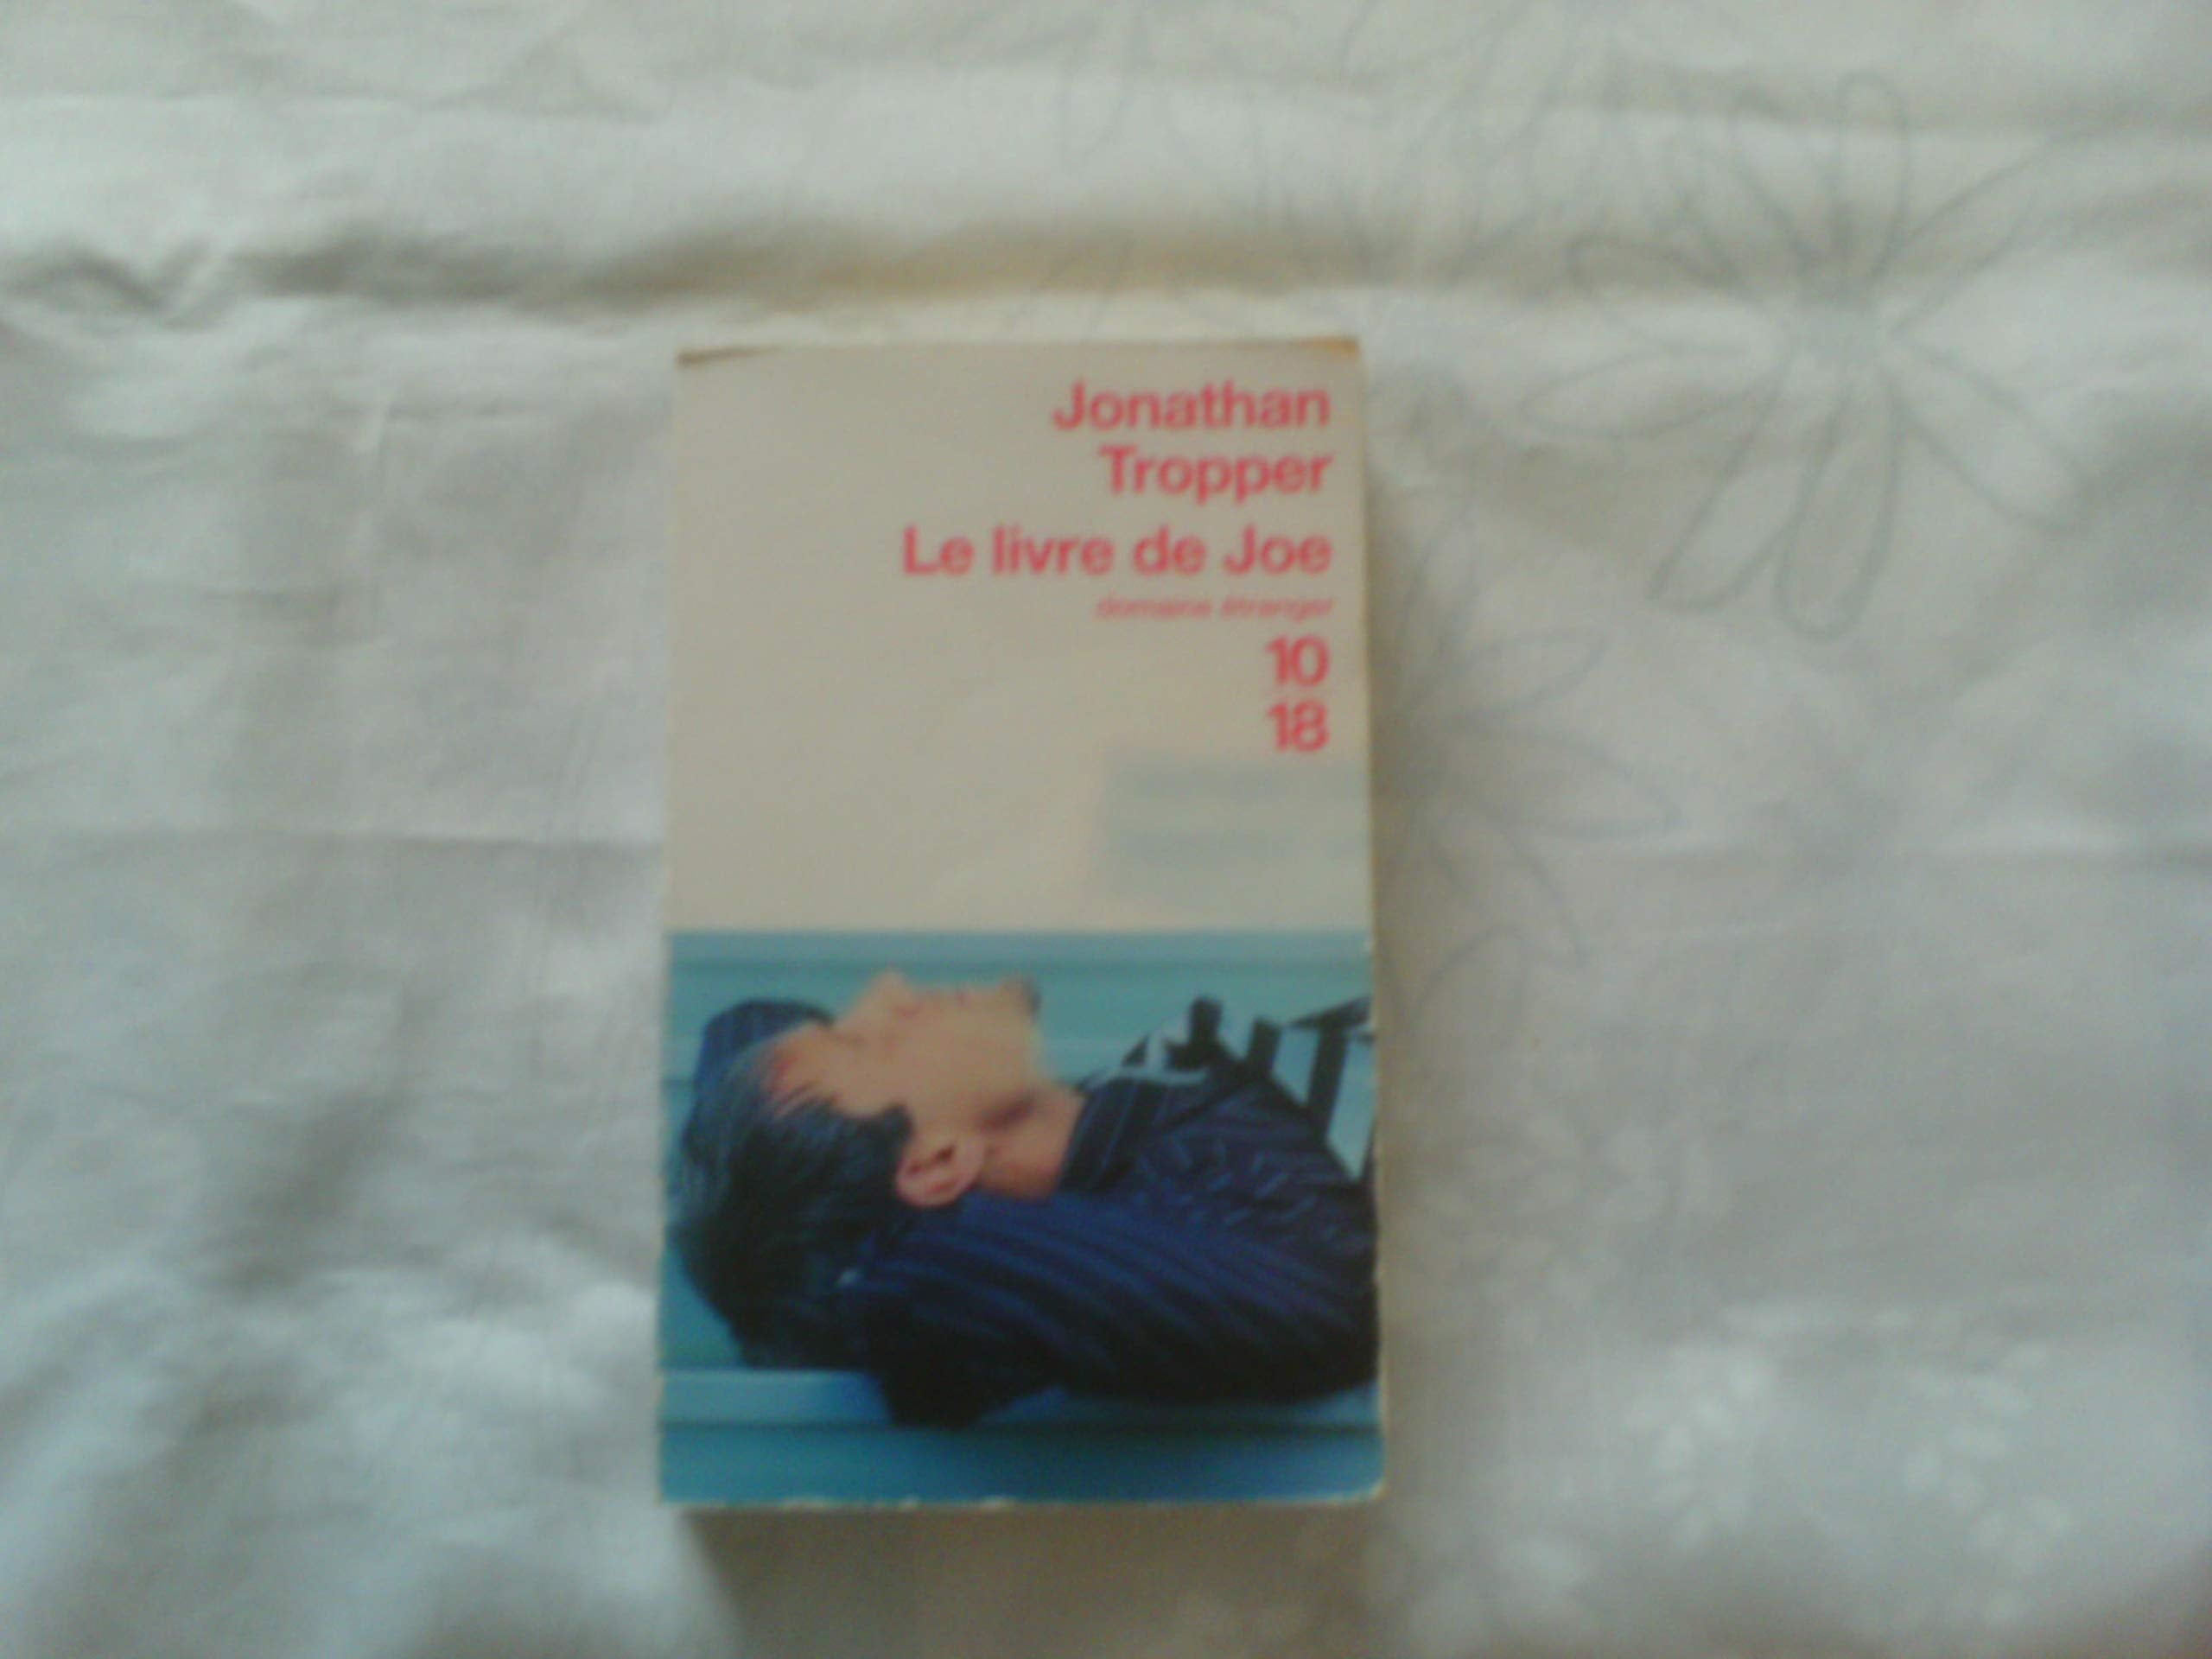 Jonathan
Tropper
Le livre de Joe
domaine étranger
10
18